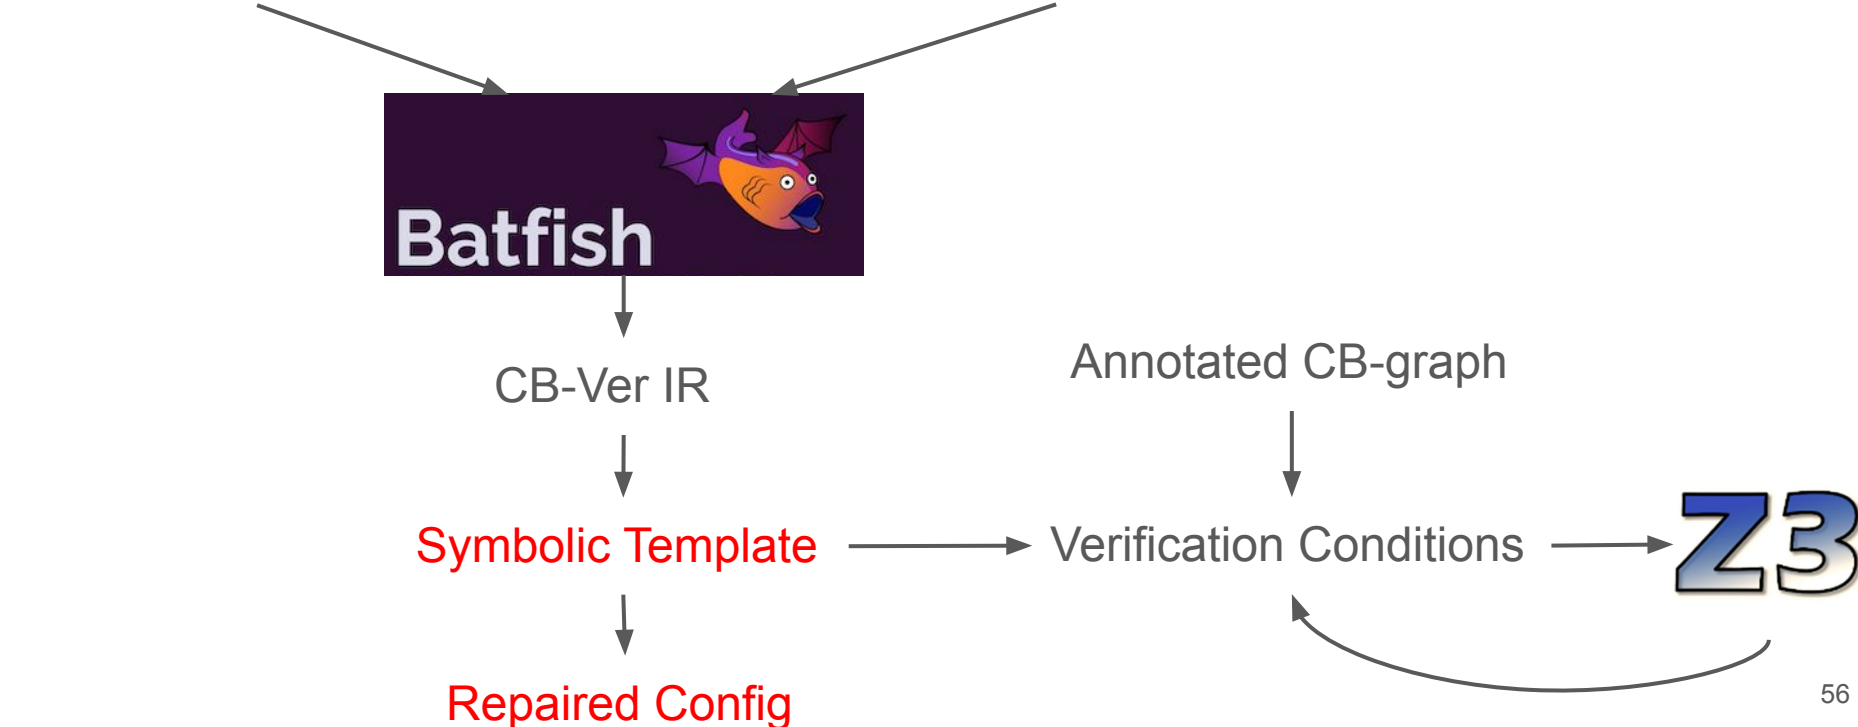 Batfish
CB-Ver IR
Annotated CB-graph
Symbolic Template
Verification Conditions
Z3
Repaired Config
56